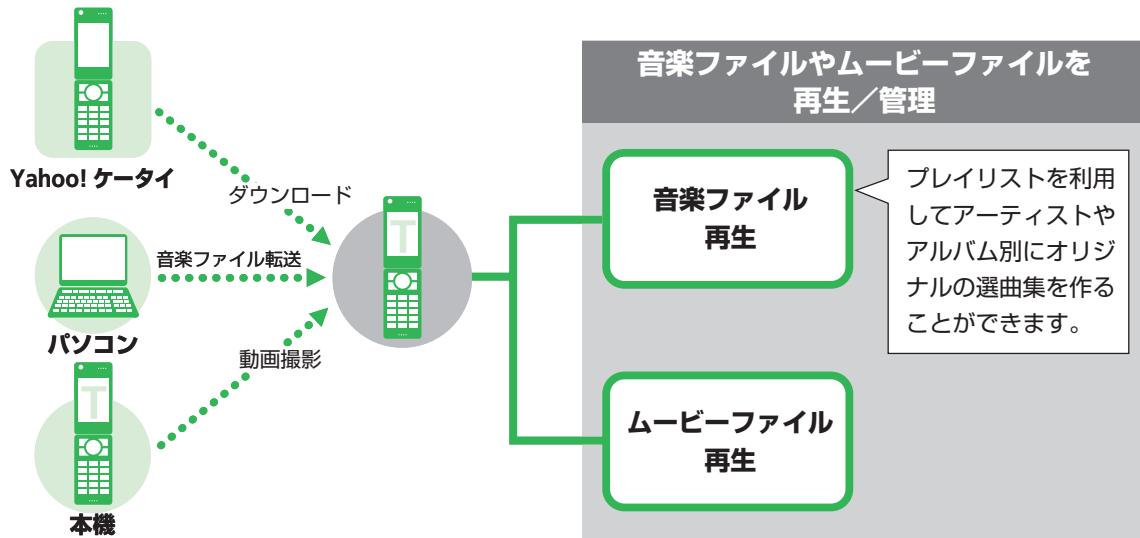 Yahoo! ケータイ
ダウンロード
パソコン
音楽ファイル転送
本機
動画撮影
T
T
音楽ファイルやムービーファイルを
再生／管理
音楽ファイル
再生
プレイリストを利用
してアーティストや
アルバム別にオリジ
ナルの選曲集を作る
ことができます。
ムービーファイル
再生